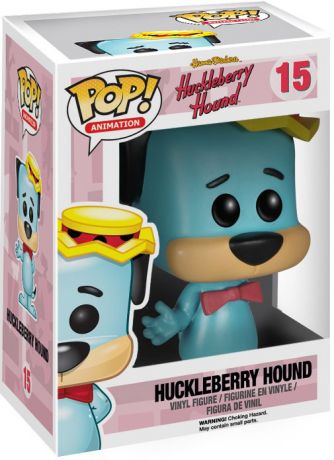 POP!
ANIMATION
Hanna-Barbera
Huckleberry
Hound
15
POP!
ANIMATION
HUCKLEBERRY HOUND
15
HUCKLEBERRY HOUND
VINYL FIGURE / FIGURINE EN VINYLE /
FIGURA DE VINIL
WARNING! Choking Hazard.
May contain small parts.